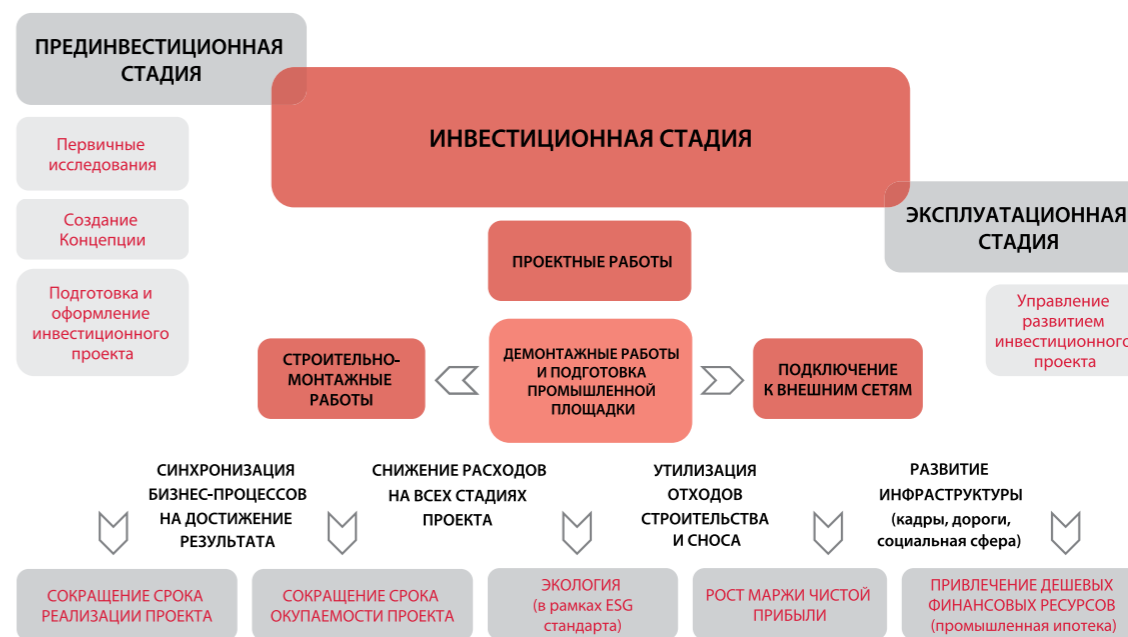 ПРЕДИНВЕСТИЦИОННАЯ
СТАДИЯ
Первичные
исследования
Создание
Концепции
Подготовка и
оформление
инвестиционного
проекта
ИНВЕСТИЦИОННАЯ СТАДИЯ
ЭКСПЛУАТАЦИОННАЯ
СТАДИЯ
Управление
развитием
инвестиционного
проекта
ПРОЕКТНЫЕ РАБОТЫ
СТРОИТЕЛЬНО-
МОНТАЖНЫЕ
РАБОТЫ
ДЕМОНТАЖНЫЕ РАБОТЫ
И ПОДГОТОВКА
ПРОМЫШЛЕННОЙ
ПЛОЩАДКИ
ПОДКЛЮЧЕНИЕ
К ВНЕШНИМ СЕТЯМ
СИНХРОНИЗАЦИЯ
БИЗНЕС-ПРОЦЕССОВ
НА ДОСТИЖЕНИЕ
РЕЗУЛЬТАТА
СНИЖЕНИЕ РАСХОДОВ
НА ВСЕХ СТАДИЯХ
ПРОЕКТА
УТИЛИЗАЦИЯ
ОТХОДОВ
СТРОИТЕЛЬСТВА
И СНОСА
РАЗВИТИЕ
ИНФРАСТРУКТУРЫ
(кадры, дороги,
социальная сфера)
СОКРАЩЕНИЕ СРОКА
РЕАЛИЗАЦИИ ПРОЕКТА
СОКРАЩЕНИЕ СРОКА
ОКУПАЕМОСТИ ПРОЕКТА
ЭКОЛОГИЯ
(в рамках ESG
стандарта)
РОСТ МАРЖИ ЧИСТОЙ
ПРИБЫЛИ
ПРИВЛЕЧЕНИЕ ДЕШЕВЫХ
ФИНАНСОВЫХ РЕСУРСОВ
(промышленная ипотека)